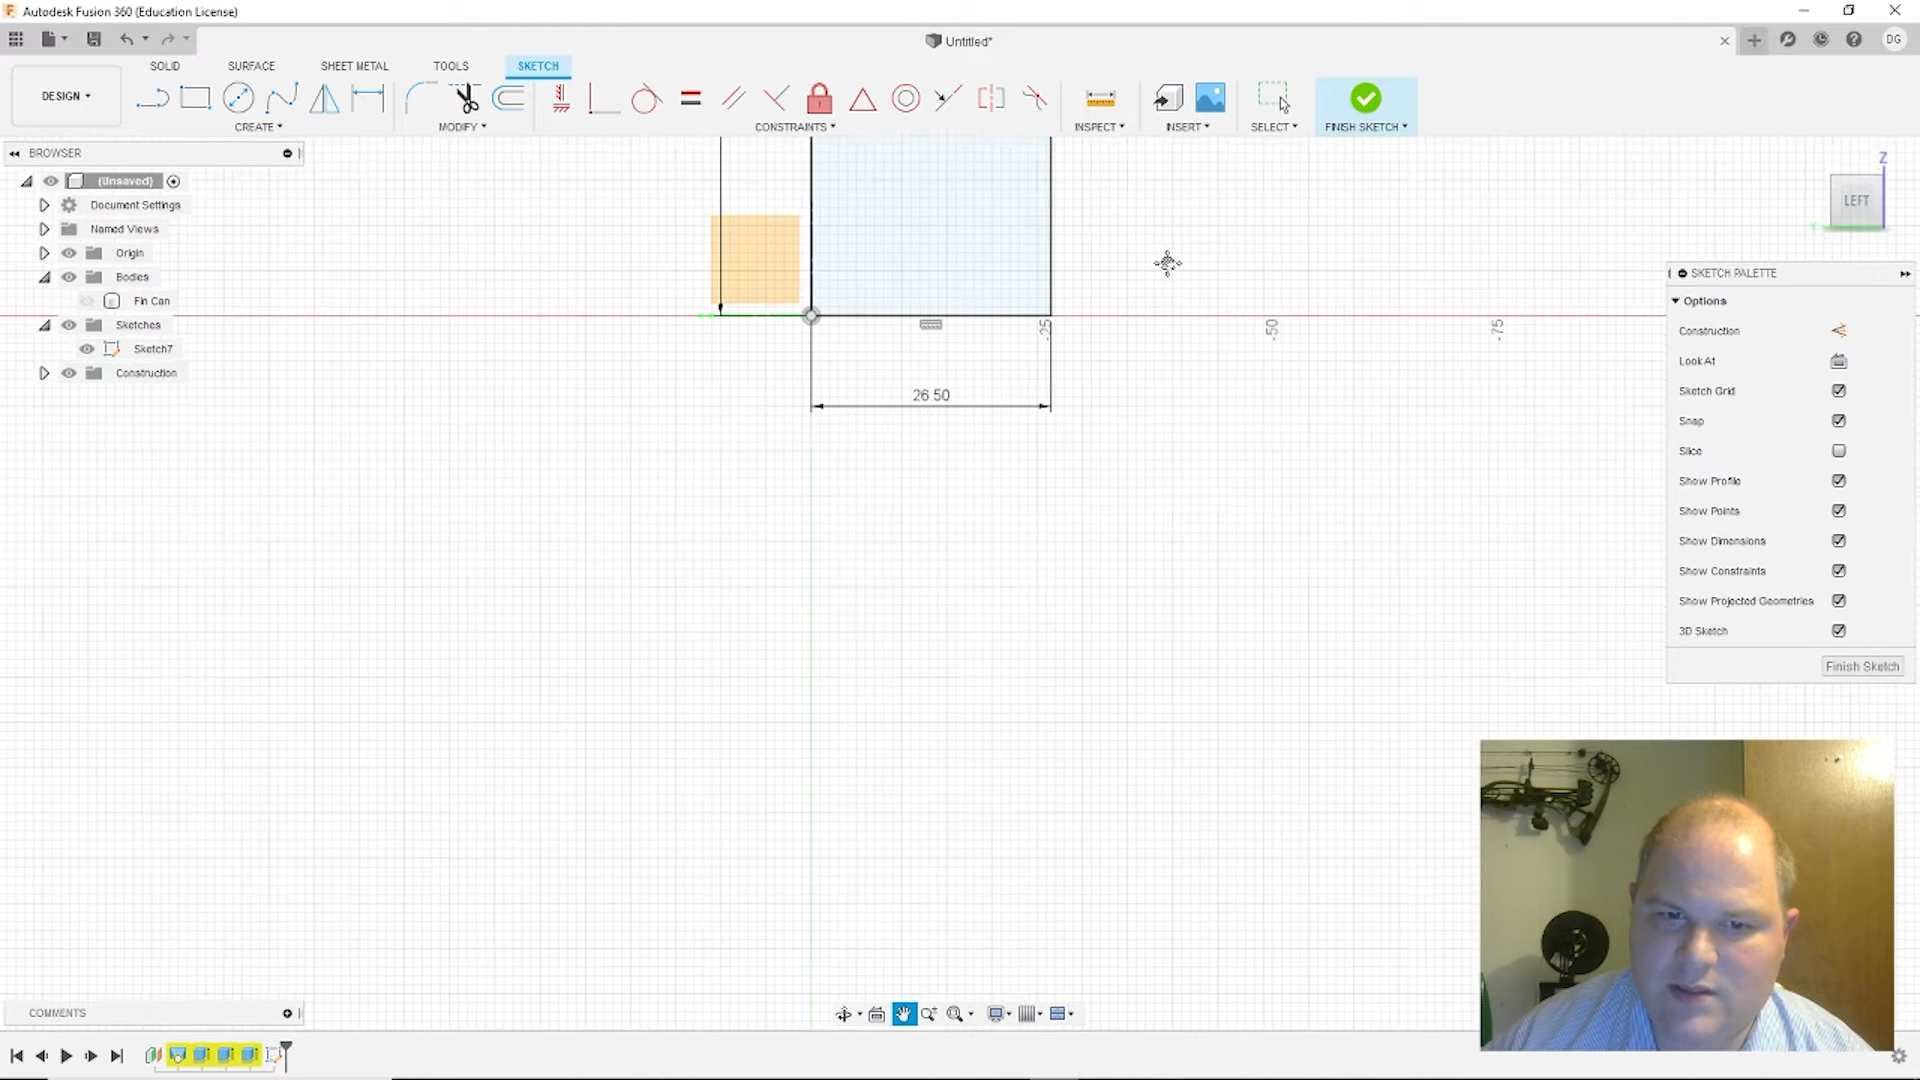 Autodesk Fusion 360 (Education License)
Untitled*
DG
DESIGN
SOLID
SURFACE
SHEET METAL
TOOLS
SKETCH
CREATE
MODIFY
CONSTRAINTS
INSPECT
INSERT
SELECT
FINISH SKETCH
BROWSER
(Unsaved)
Document Settings
Named Views
Origin
Bodies
Fin Can
Sketches
Sketch7
Construction
Z
LEFT
Y
-25
-50
-75
26.50
SKETCH PALETTE
Options
Construction
Look At
Sketch Grid
Snap
Slice
Show Profile
Show Points
Show Dimensions
Show Constraints
Show Projected Geometries
3D Sketch
Finish Sketch
COMMENTS